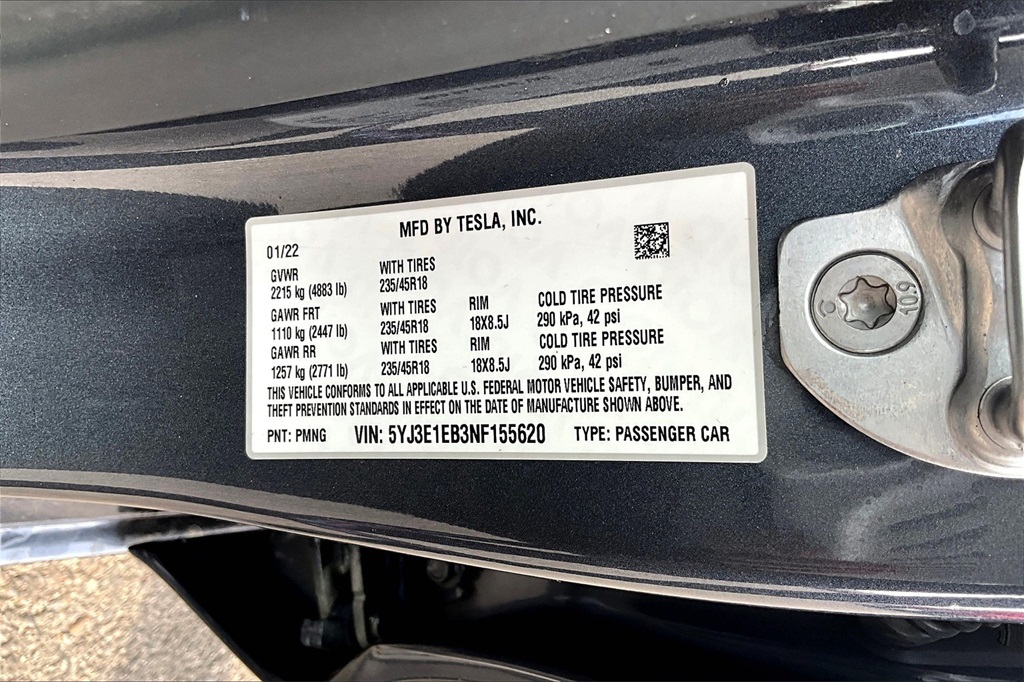 MFD BY TESLA, INC.
01/22
GVWR WITH TIRES
2215 kg (4883 lb) 235/45R18
GAWR FRT WITH TIRES RIM COLD TIRE PRESSURE
1110 kg (2447 lb) 235/45R18 18X8.5J 290 kPa, 42 psi
GAWR RR WITH TIRES RIM COLD TIRE PRESSURE
1257 kg (2771 lb) 235/45R18 18X8.5J 290 kPa, 42 psi
THIS VEHICLE CONFORMS TO ALL APPLICABLE U.S. FEDERAL MOTOR VEHICLE SAFETY, BUMPER, AND
THEFT PREVENTION STANDARDS IN EFFECT ON THE DATE OF MANUFACTURE SHOWN ABOVE.
PNT: PMNG VIN: 5YJ3E1EB3NF155620 TYPE: PASSENGER CAR